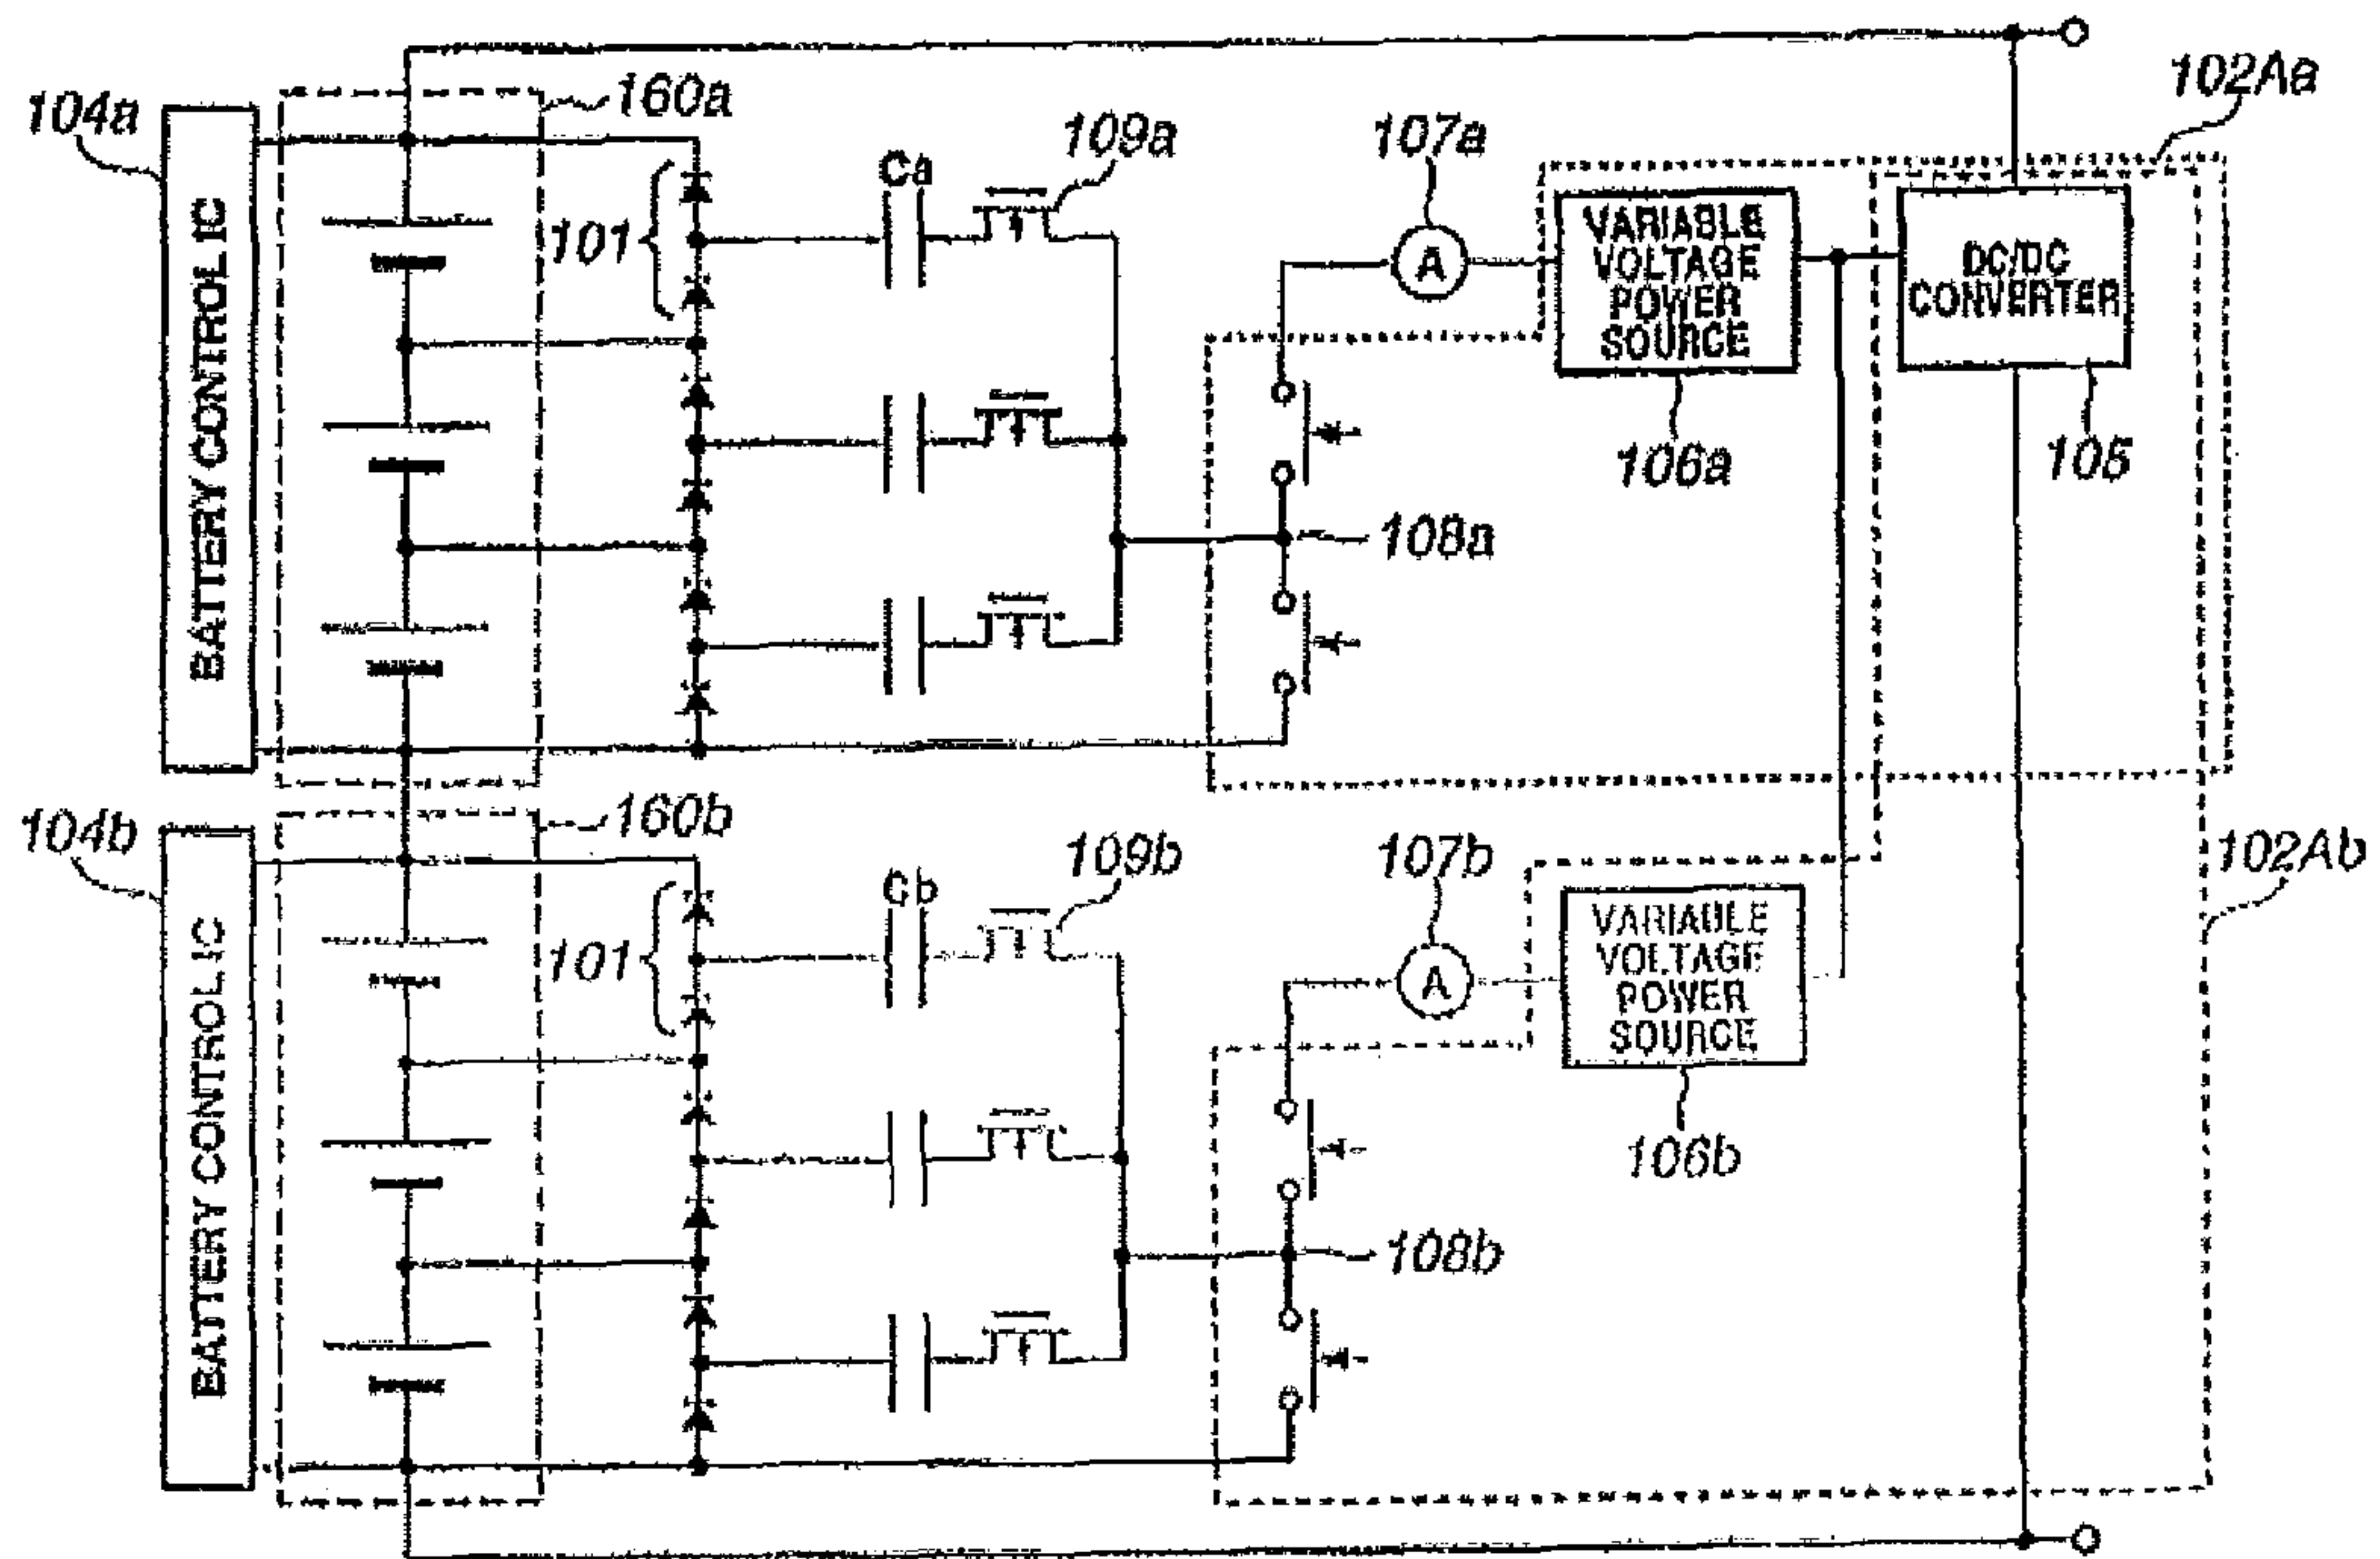 102Aa
104a
160a
109a
107a
Ca
101
BATTERY CONTROL IC
VARIABLE
VOLTAGE
POWER
SOURCE
DC/DC
CONVERTER
A
106a
105
108a
104b
160b
109b
107b
102Ab
Cb
101
BATTERY CONTROL IC
VARIABLE
VOLTAGE
POWER
SOURCE
A
106b
108b